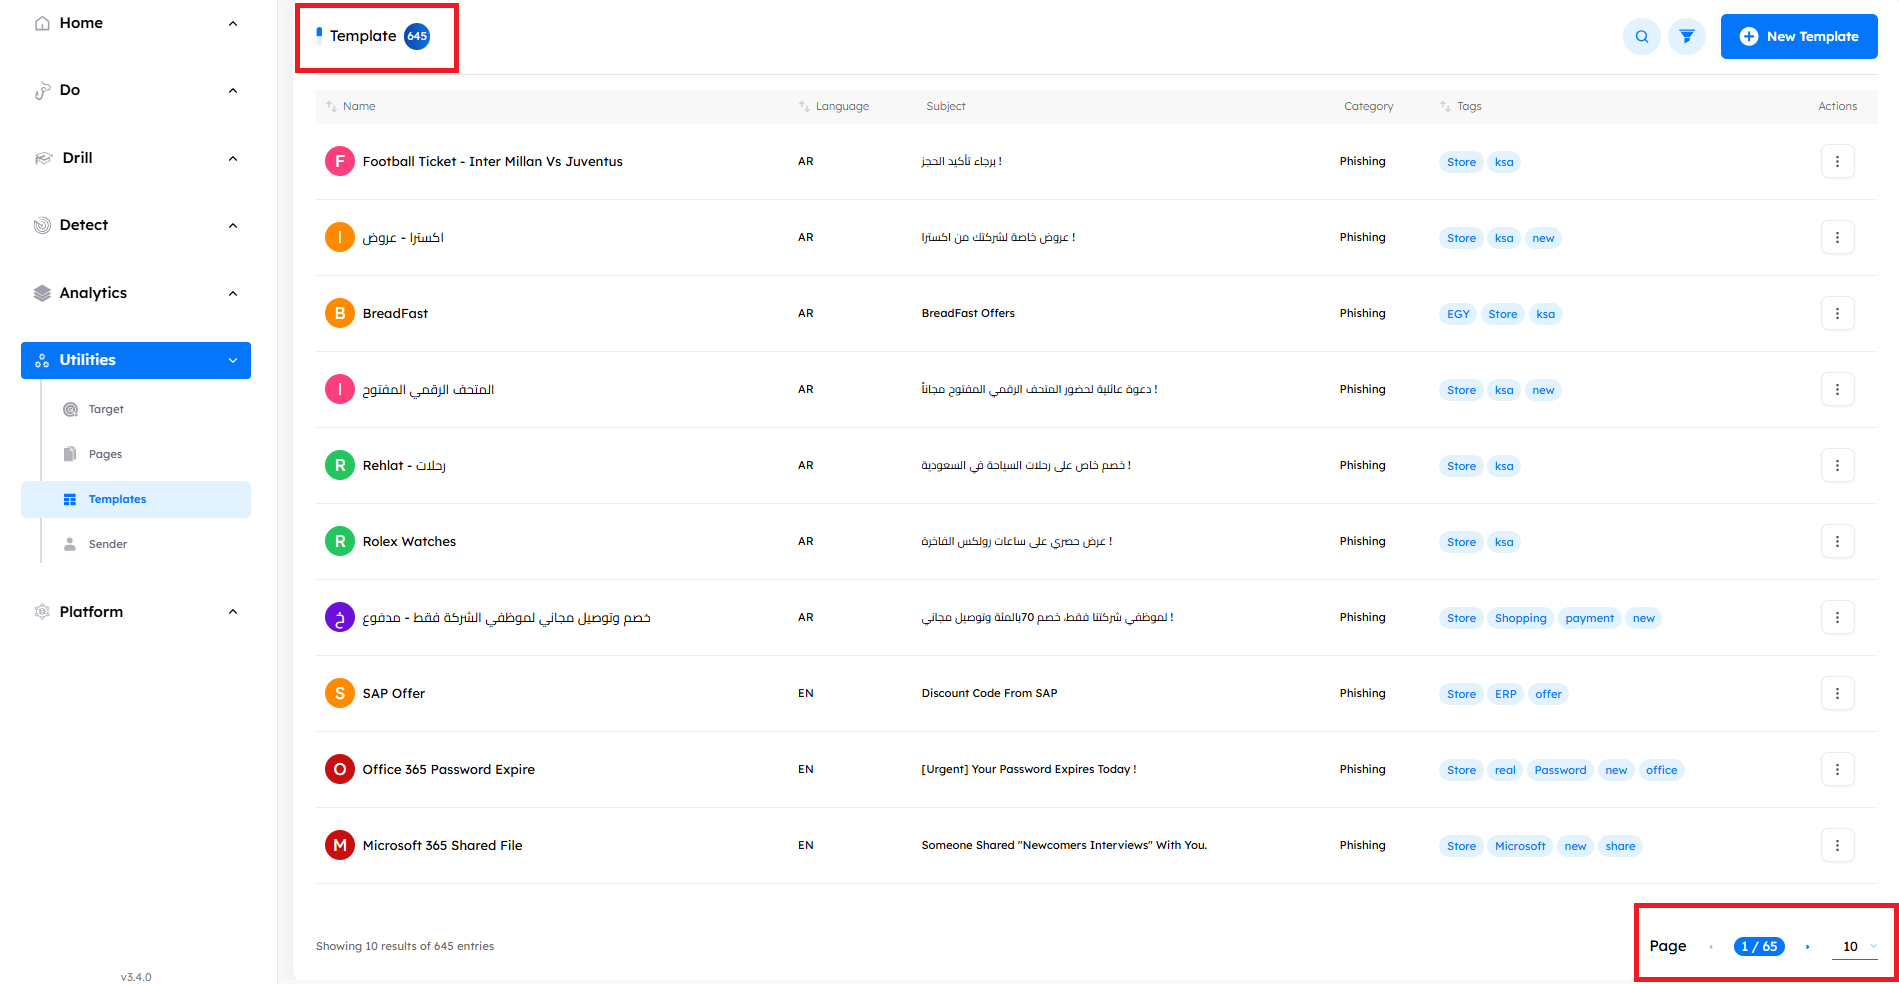 Home
Do
Drill
Detect
Analytics
Utilities
Target
Pages
Templates
Sender
Platform
v3.4.0
Template 645
New Template
Name Language Subject Category Tags Actions
F Football Ticket - Inter Millan Vs Juventus AR برجاء تأكيد الحجز ! Phishing Store ksa
ا اكسترا - عروض AR عروض خاصة لشركتك من اكسترا ! Phishing Store ksa new
B BreadFast AR BreadFast Offers Phishing EGY Store ksa
ا المتحف الرقمي المفتوح AR دعوة عائلية لحضور المتحف الرقمي المفتوح مجاناً ! Phishing Store ksa new
R Rehlat - رحلات AR خصم خاص على رحلات السياحة في السعودية ! Phishing Store ksa
R Rolex Watches AR عرض حصري على ساعات رولكس الفاخرة ! Phishing Store ksa
خ خصم وتوصيل مجاني لموظفي الشركة فقط - مدفوع AR لموظفي شركتنا فقط، خصم 70بالمئة وتوصيل مجاني ! Phishing Store Shopping payment new
S SAP Offer EN Discount Code From SAP Phishing Store ERP offer
O Office 365 Password Expire EN [Urgent] Your Password Expires Today ! Phishing Store real Password new office
M Microsoft 365 Shared File EN Someone Shared "Newcomers Interviews" With You. Phishing Store Microsoft new share
Showing 10 results of 645 entries
Page 1 / 65 10